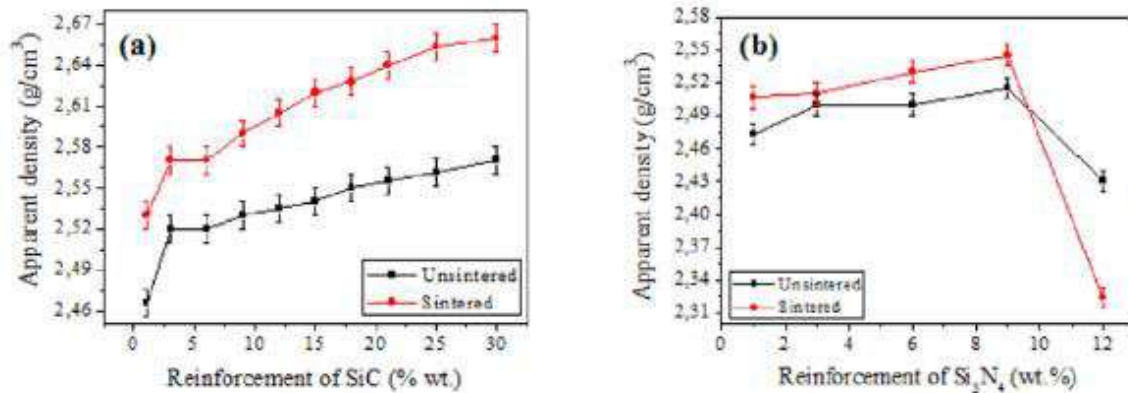 (a)
Apparent density (g/cm³)
2,67
2,64
2,61
2,58
2,55
2,52
2,49
2,46
Unsintered
Sintered
0 5 10 15 20 25 30
Reinforcement of SiC (% wt.)
(b)
Apparent density (g/cm³)
2,58
2,55
2,52
2,49
2,46
2,43
2,40
2,37
2,34
2,31
Unsintered
Sintered
0 2 4 6 8 10 12
Reinforcement of Si₃N₄ (wt.%)